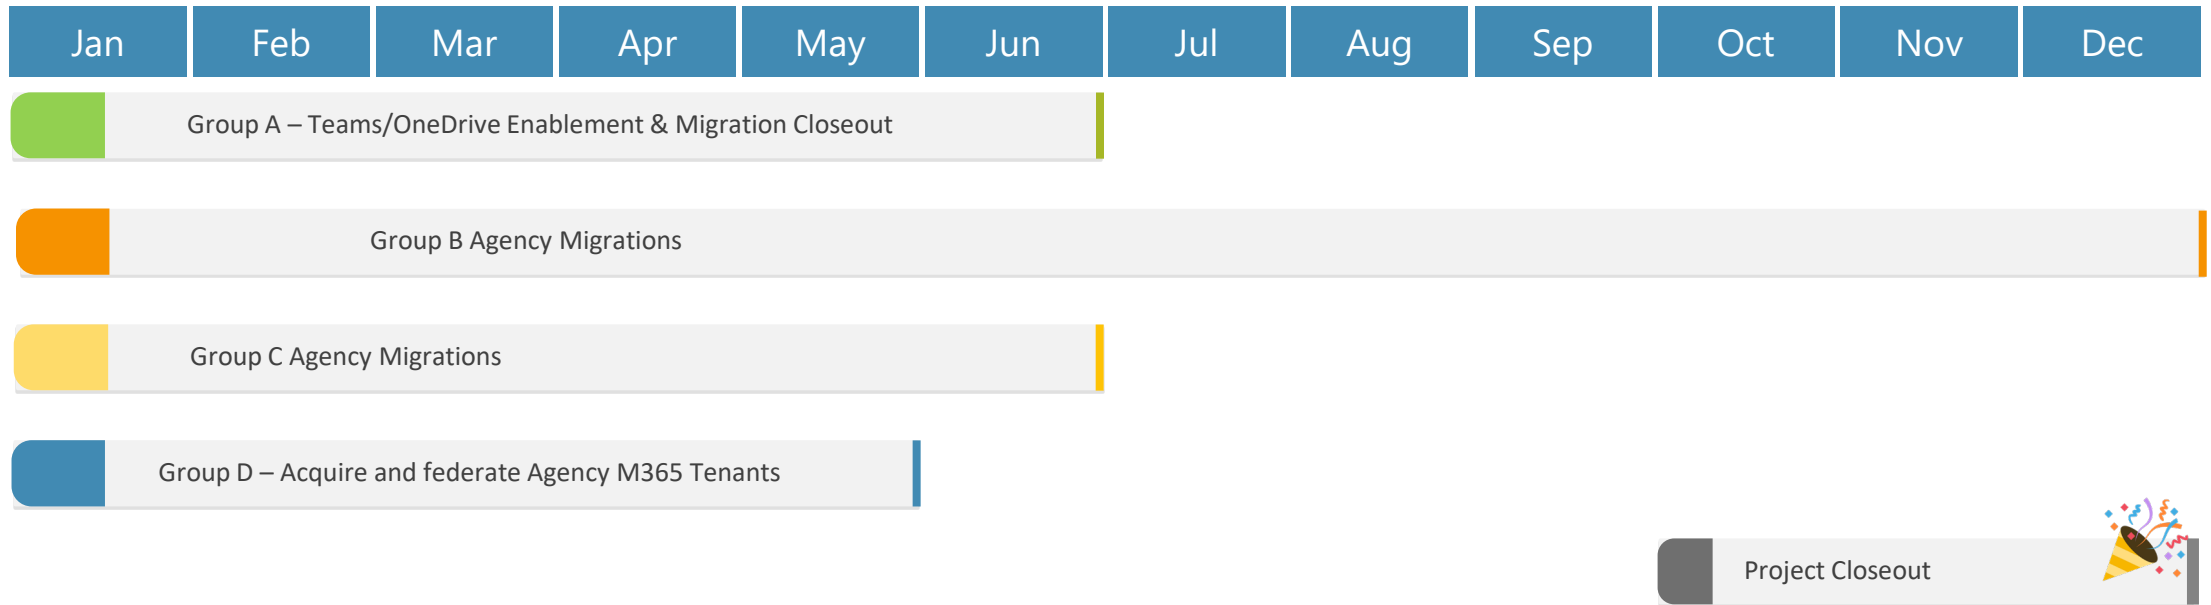 Jan Feb Mar Apr May Jun Jul Aug Sep Oct Nov Dec
Group A – Teams/OneDrive Enablement & Migration Closeout
Group B Agency Migrations
Group C Agency Migrations
Group D – Acquire and federate Agency M365 Tenants
Project Closeout